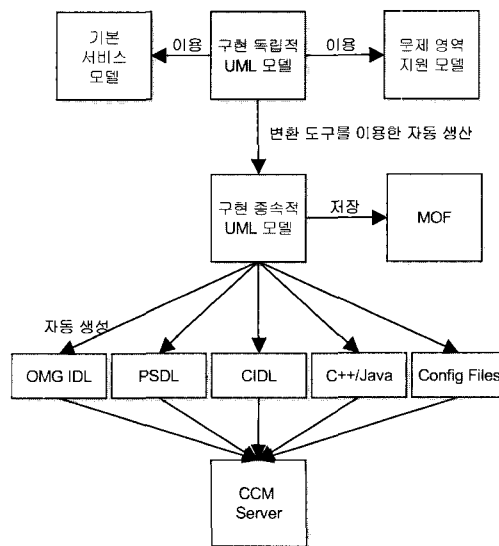 기본
서비스
모델
이용
구현 독립적
UML 모델
이용
문제 영역
지원 모델
변환 도구를 이용한 자동 생산
구현 종속적
UML 모델
저장
MOF
자동 생성
OMG IDL
PSDL
CIDL
C++/Java
Config Files
CCM
Server